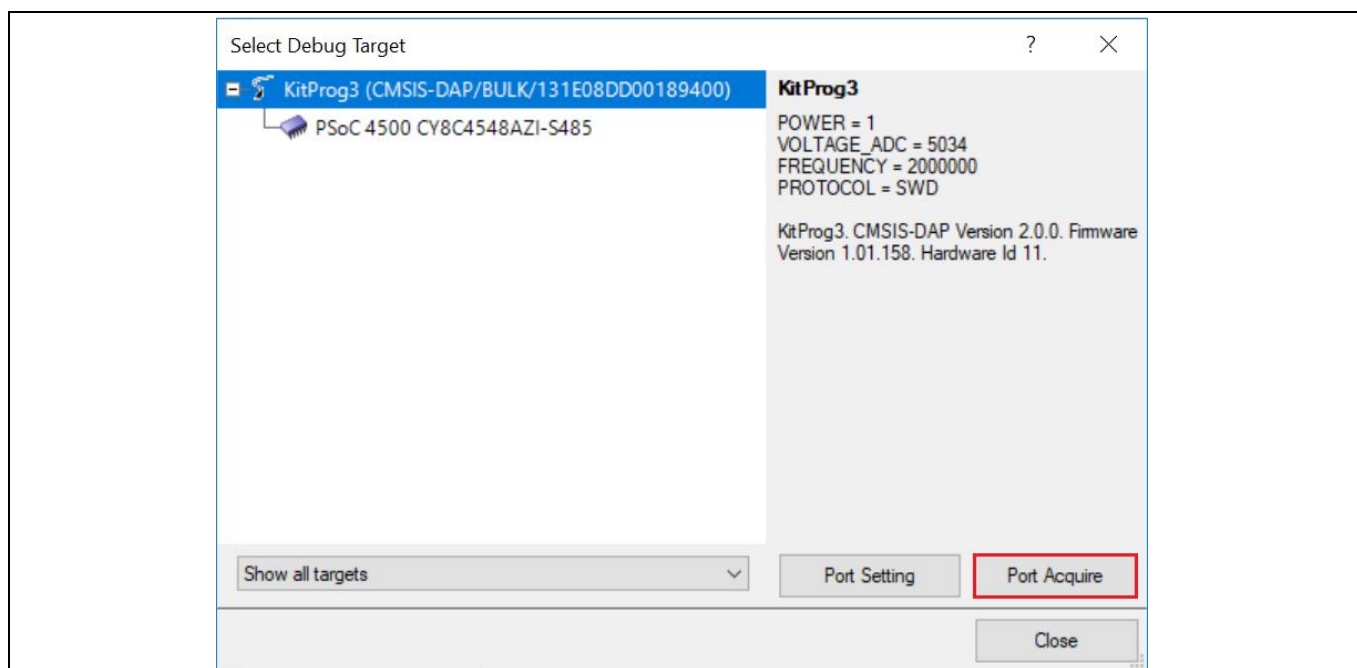 Select Debug Target
KitProg3 (CMSIS-DAP/BULK/131E08DD00189400)
PSoC 4500 CY8C4548AZI-S485
KitProg3
POWER = 1
VOLTAGE_ADC = 5034
FREQUENCY = 2000000
PROTOCOL = SWD
KitProg3. CMSIS-DAP Version 2.0.0. Firmware
Version 1.01.158. Hardware Id 11.
Show all targets
Port Setting
Port Acquire
Close